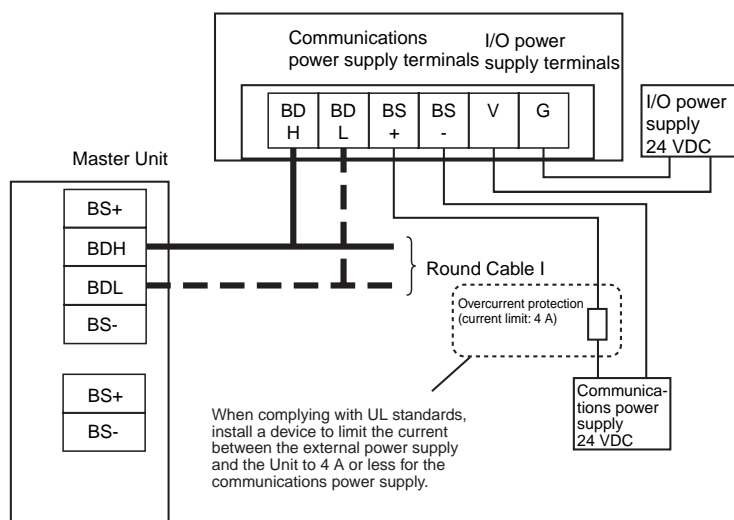 Communications
power supply terminals
I/O power
supply terminals
BD
H
BD
L
BS
+
BS
-
V
G
I/O power
supply
24 VDC
Master Unit
BS+
BDH
BDL
BS-
BS+
BS-
Round Cable I
Overcurrent protection
(current limit: 4 A)
Communica-
tions power
supply
24 VDC
When complying with UL standards,
install a device to limit the current
between the external power supply
and the Unit to 4 A or less for the
communications power supply.